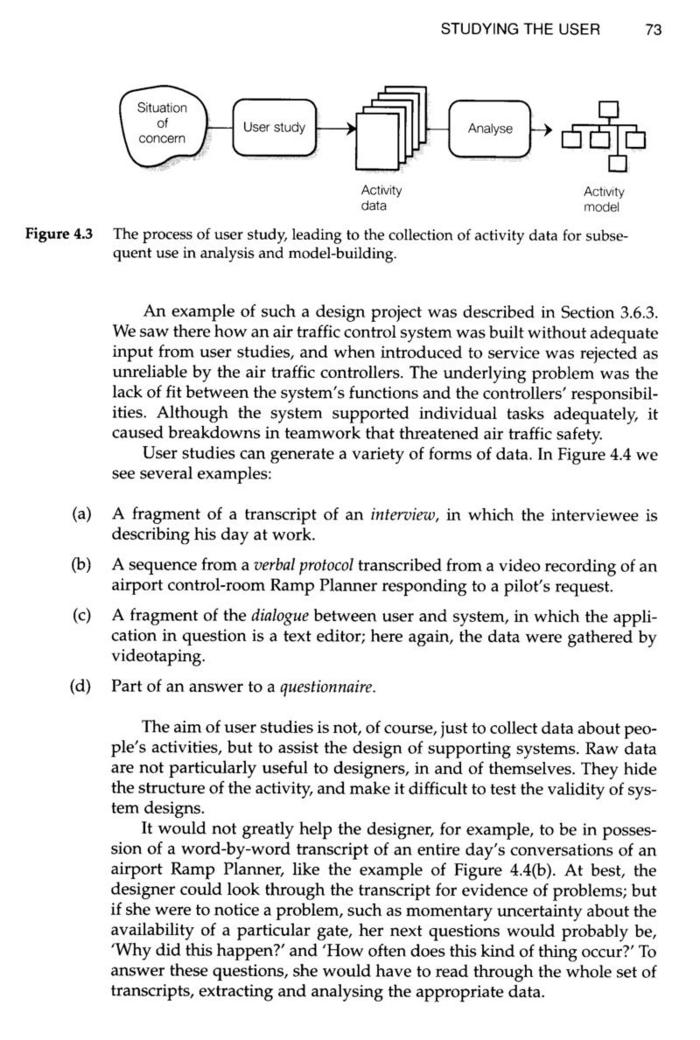 STUDYING THE USER 73
Situation
of
concern
User study
Analyse
Activity
data
Activity
model
Figure 4.3 The process of user study, leading to the collection of activity data for subse-
quent use in analysis and model-building.
An example of such a design project was described in Section 3.6.3.
We saw there how an air traffic control system was built without adequate
input from user studies, and when introduced to service was rejected as
unreliable by the air traffic controllers. The underlying problem was the
lack of fit between the system's functions and the controllers' responsibil-
ities. Although the system supported individual tasks adequately, it
caused breakdowns in teamwork that threatened air traffic safety.
User studies can generate a variety of forms of data. In Figure 4.4 we
see several examples:
(a) A fragment of a transcript of an interview, in which the interviewee is
describing his day at work.
(b) A sequence from a verbal protocol transcribed from a video recording of an
airport control-room Ramp Planner responding to a pilot's request.
(c) A fragment of the dialogue between user and system, in which the appli-
cation in question is a text editor; here again, the data were gathered by
videotaping.
(d) Part of an answer to a questionnaire.
The aim of user studies is not, of course, just to collect data about peo-
ple's activities, but to assist the design of supporting systems. Raw data
are not particularly useful to designers, in and of themselves. They hide
the structure of the activity, and make it difficult to test the validity of sys-
tem designs.
It would not greatly help the designer, for example, to be in posses-
sion of a word-by-word transcript of an entire day's conversations of an
airport Ramp Planner, like the example of Figure 4.4(b). At best, the
designer could look through the transcript for evidence of problems; but
if she were to notice a problem, such as momentary uncertainty about the
availability of a particular gate, her next questions would probably be,
'Why did this happen?' and 'How often does this kind of thing occur?' To
answer these questions, she would have to read through the whole set of
transcripts, extracting and analysing the appropriate data.